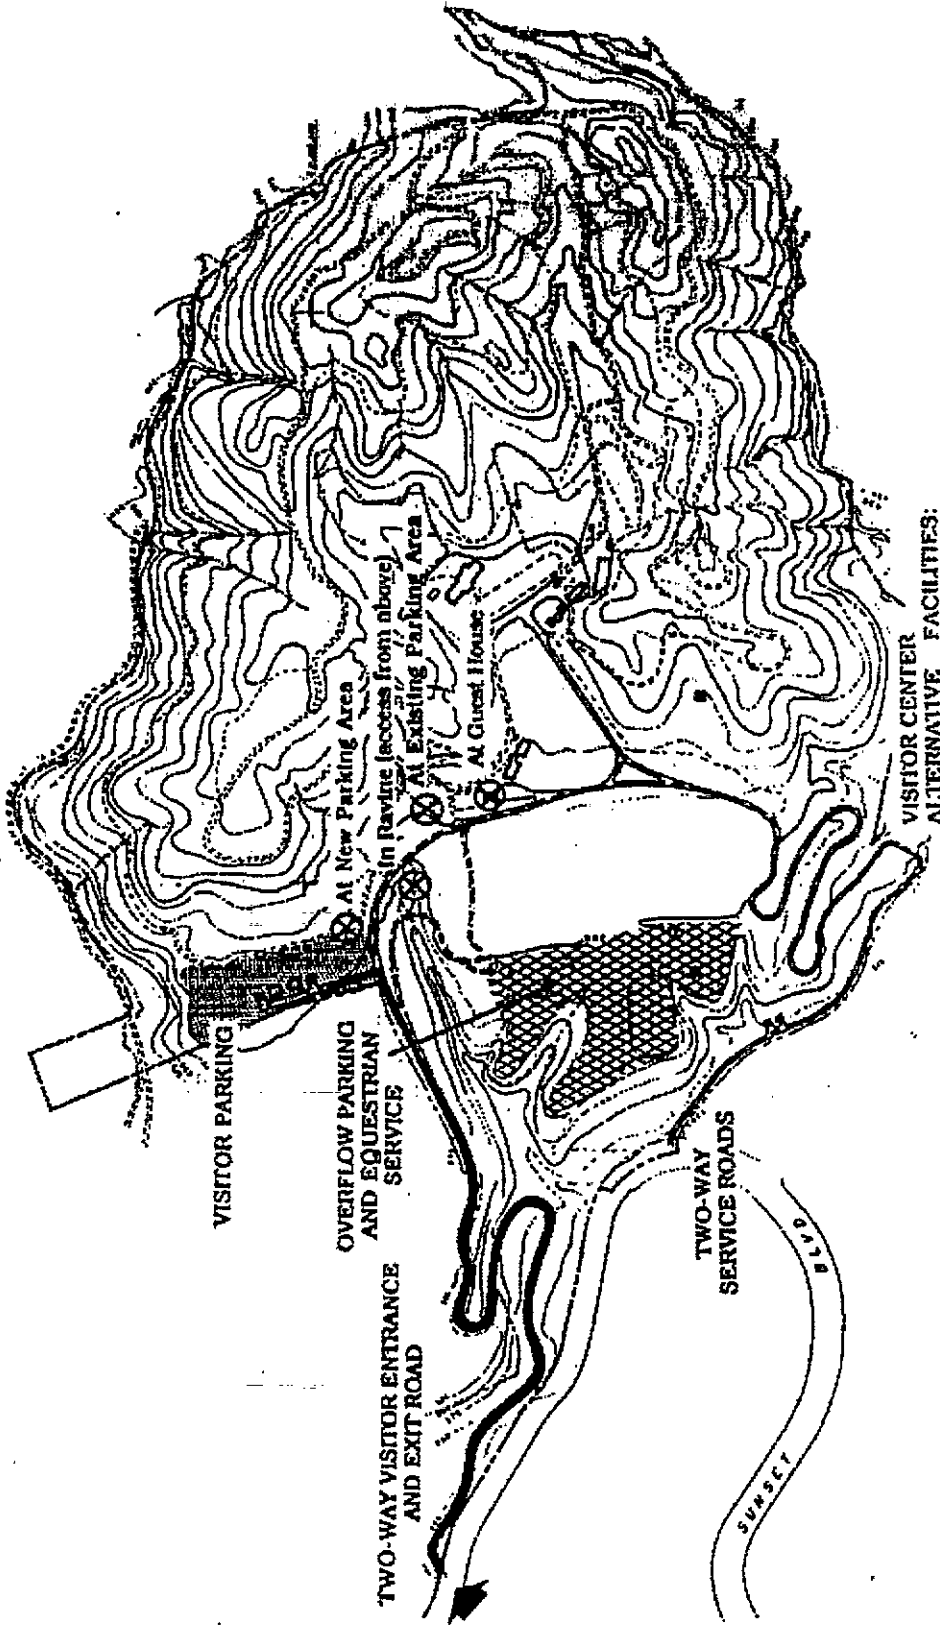 TWO-WAY VISITOR ENTRANCE
AND EXIT ROAD
VISITOR PARKING
OVERFLOW PARKING
AND EQUESTRIAN
SERVICE
TWO-WAY
SERVICE ROADS
SUNSET
BLVD
At New Parking Area
In Ravine (access from above)
At Existing Parking Area
At Guest House
VISITOR CENTER
ALTERNATIVE FACILITIES: